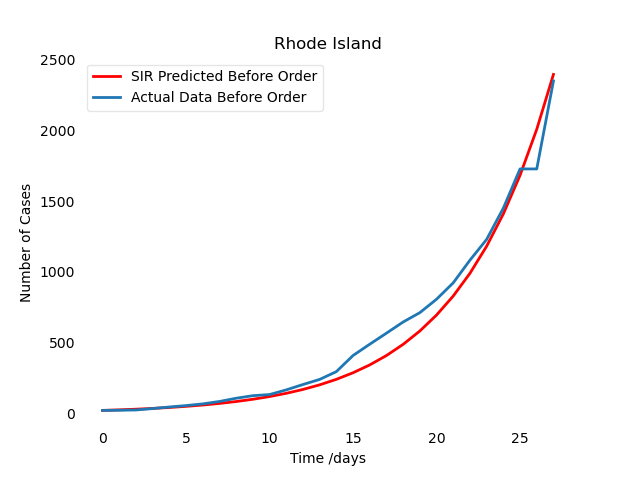 Rhode Island
SIR Predicted Before Order
Actual Data Before Order
Number of Cases
2500
2000
1500
1000
500
0
0 5 10 15 20 25
Time /days